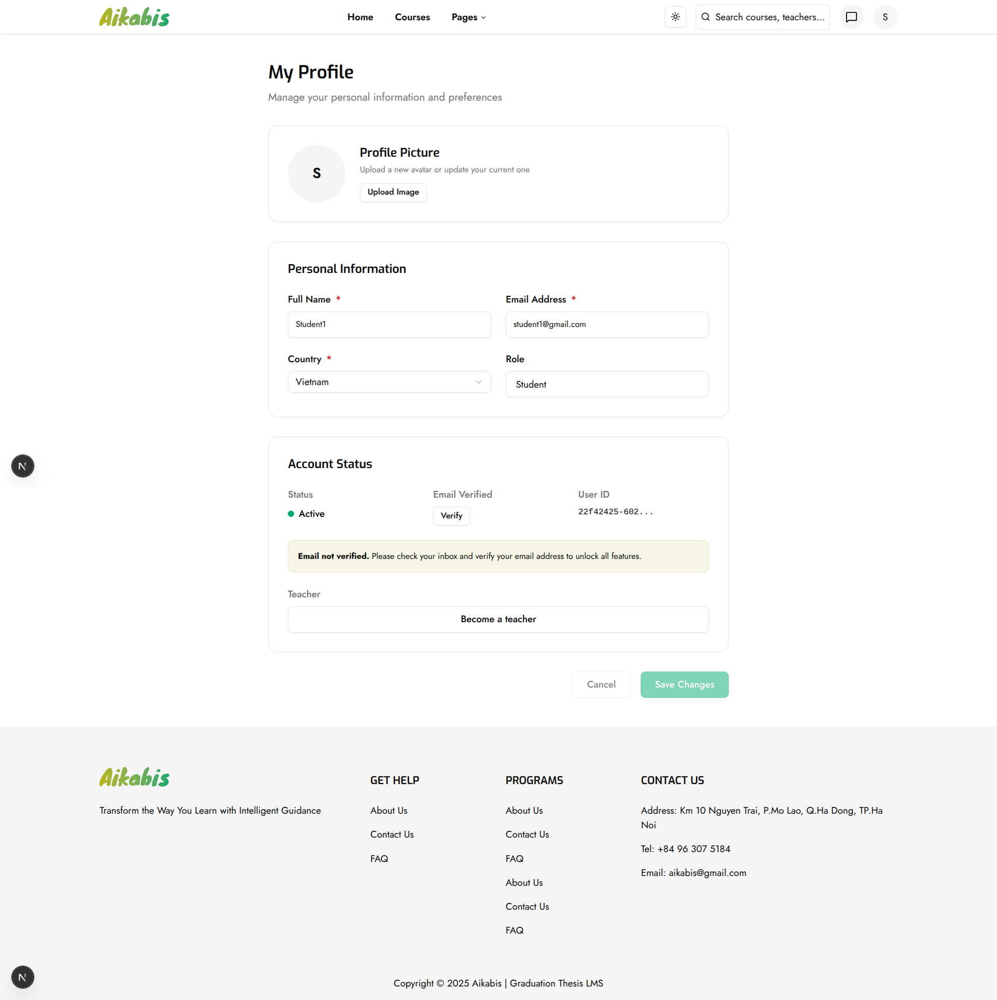 Aikabis
Home Courses Pages
Search courses, teachers...
S
My Profile
Manage your personal information and preferences
S
Profile Picture
Upload a new avatar or update your current one
Upload Image
Personal Information
Full Name *
Student1
Email Address *
student1@gmail.com
Country *
Vietnam
Role
Student
Account Status
Status
Active
Email Verified
Verify
User ID
22f42425-602...
Email not verified. Please check your inbox and verify your email address to unlock all features.
Teacher
Become a teacher
Cancel
Save Changes
N
Aikabis
Transform the Way You Learn with Intelligent Guidance
GET HELP
About Us
Contact Us
FAQ
PROGRAMS
About Us
Contact Us
FAQ
About Us
Contact Us
FAQ
CONTACT US
Address: Km 10 Nguyen Trai, P.Mo Lao, Q.Ha Dong, TP.Ha
Noi
Tel: +84 96 307 5184
Email: aikabis@gmail.com
N
Copyright © 2025 Aikabis | Graduation Thesis LMS